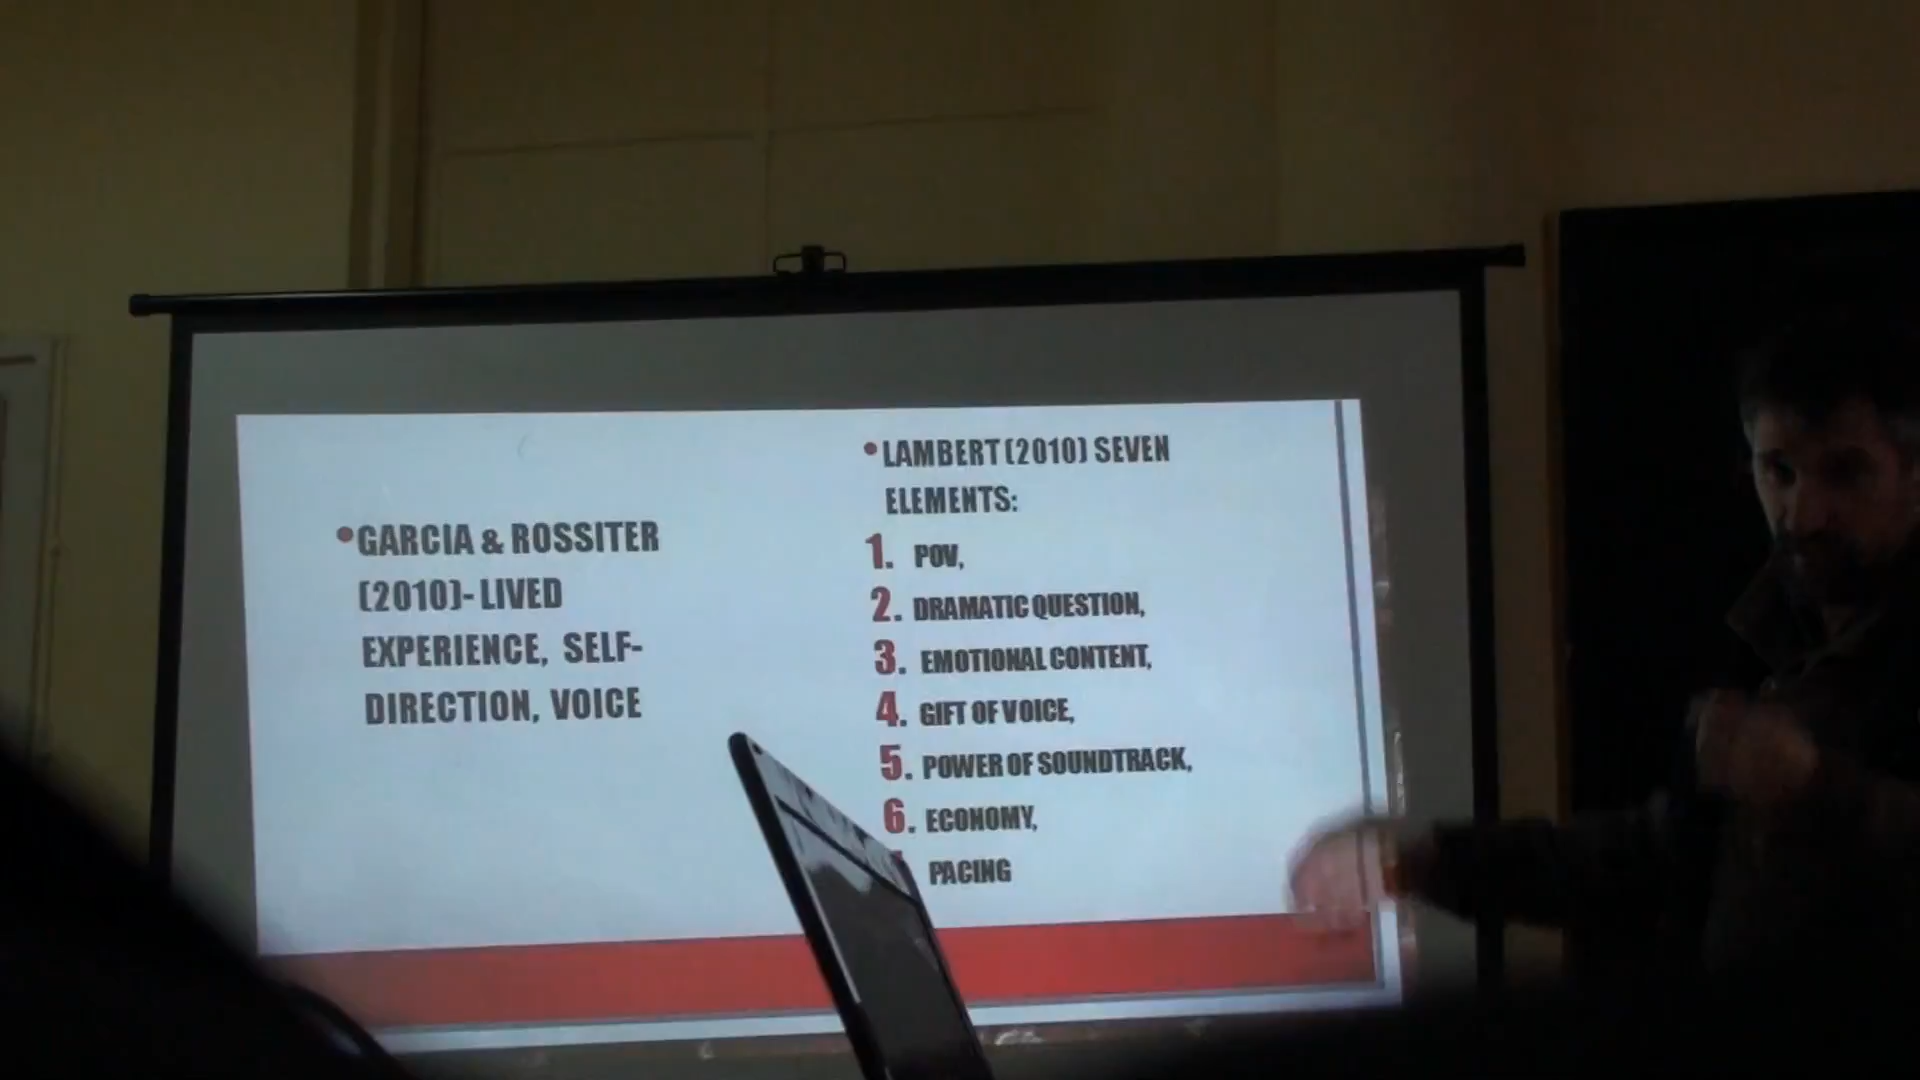 •GARCIA & ROSSITER
(2010)- LIVED
EXPERIENCE, SELF-
DIRECTION, VOICE
•LAMBERT (2010) SEVEN
ELEMENTS:
1. POV,
2. DRAMATIC QUESTION,
3. EMOTIONAL CONTENT,
4. GIFT OF VOICE,
5. POWER OF SOUNDTRACK,
6. ECONOMY,
PACING